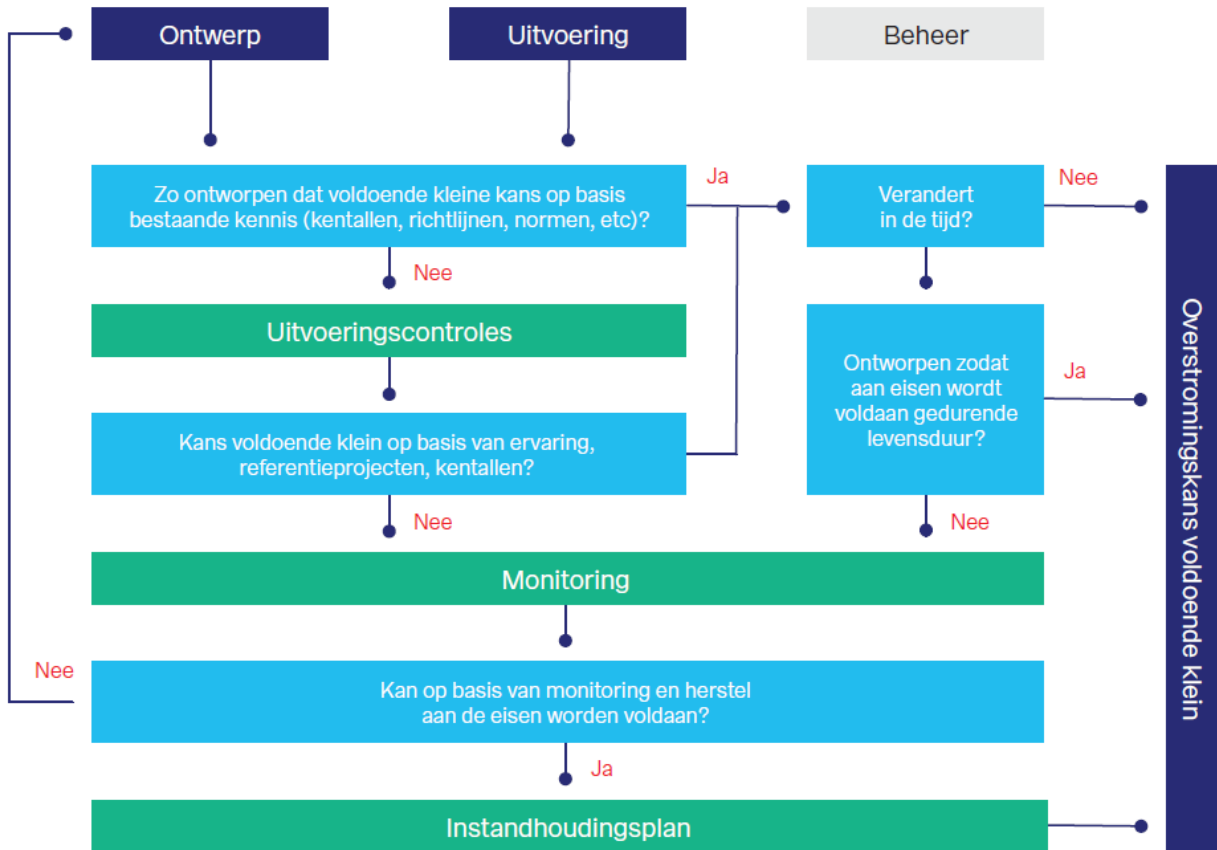 Ontwerp
Uitvoering
Beheer
Zo ontworpen dat voldoende kleine kans op basis
bestaande kennis (kentallen, richtlijnen, normen, etc)?
Ja
Verandert
in de tijd?
Nee
Nee
Uitvoeringscontroles
Ontworpen zodat
aan eisen wordt
voldaan gedurende
levensduur?
Ja
Kans voldoende klein op basis van ervaring,
referentieprojecten, kentallen?
Nee
Nee
Monitoring
Nee
Kan op basis van monitoring en herstel
aan de eisen worden voldaan?
Ja
Instandhoudingsplan
Overstromingskans voldoende klein